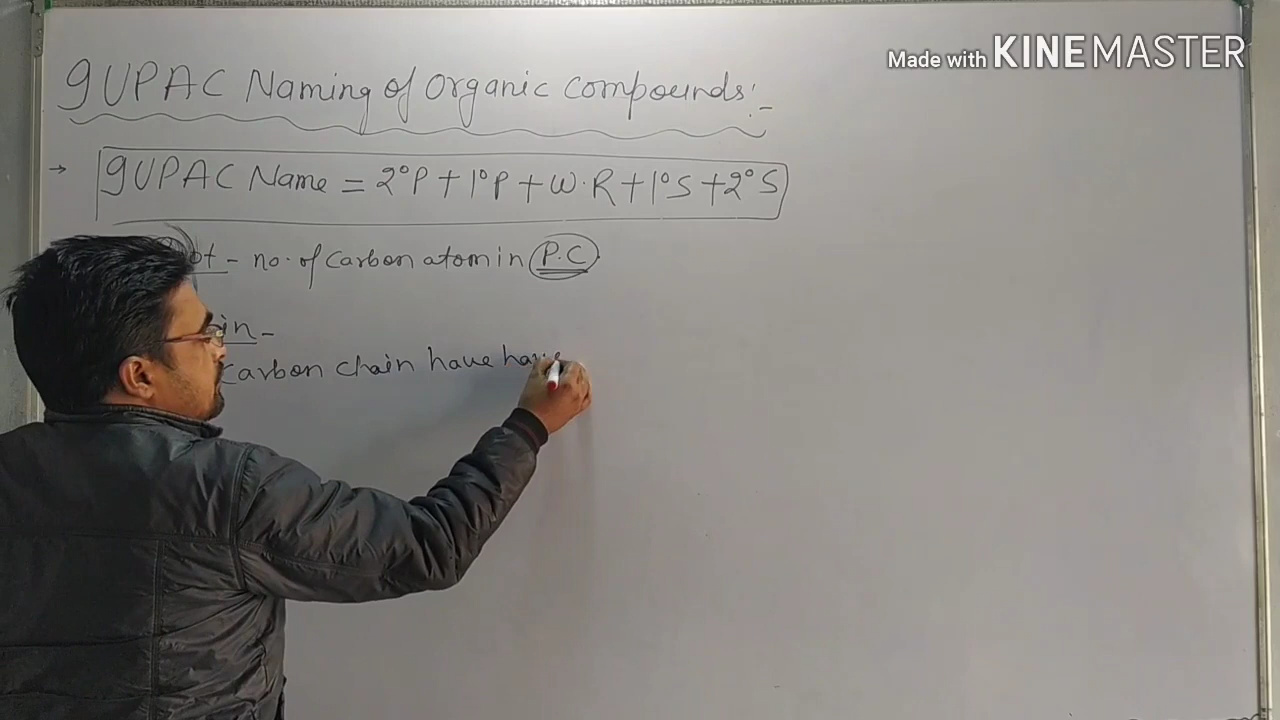 Made with KINEMASTER
IUPAC Naming of organic compounds:-
→ IUPAC Name = 2°P + 1°P + W.R + 1°S + 2°S
- no. of carbon atom in P.C
carbon chain have